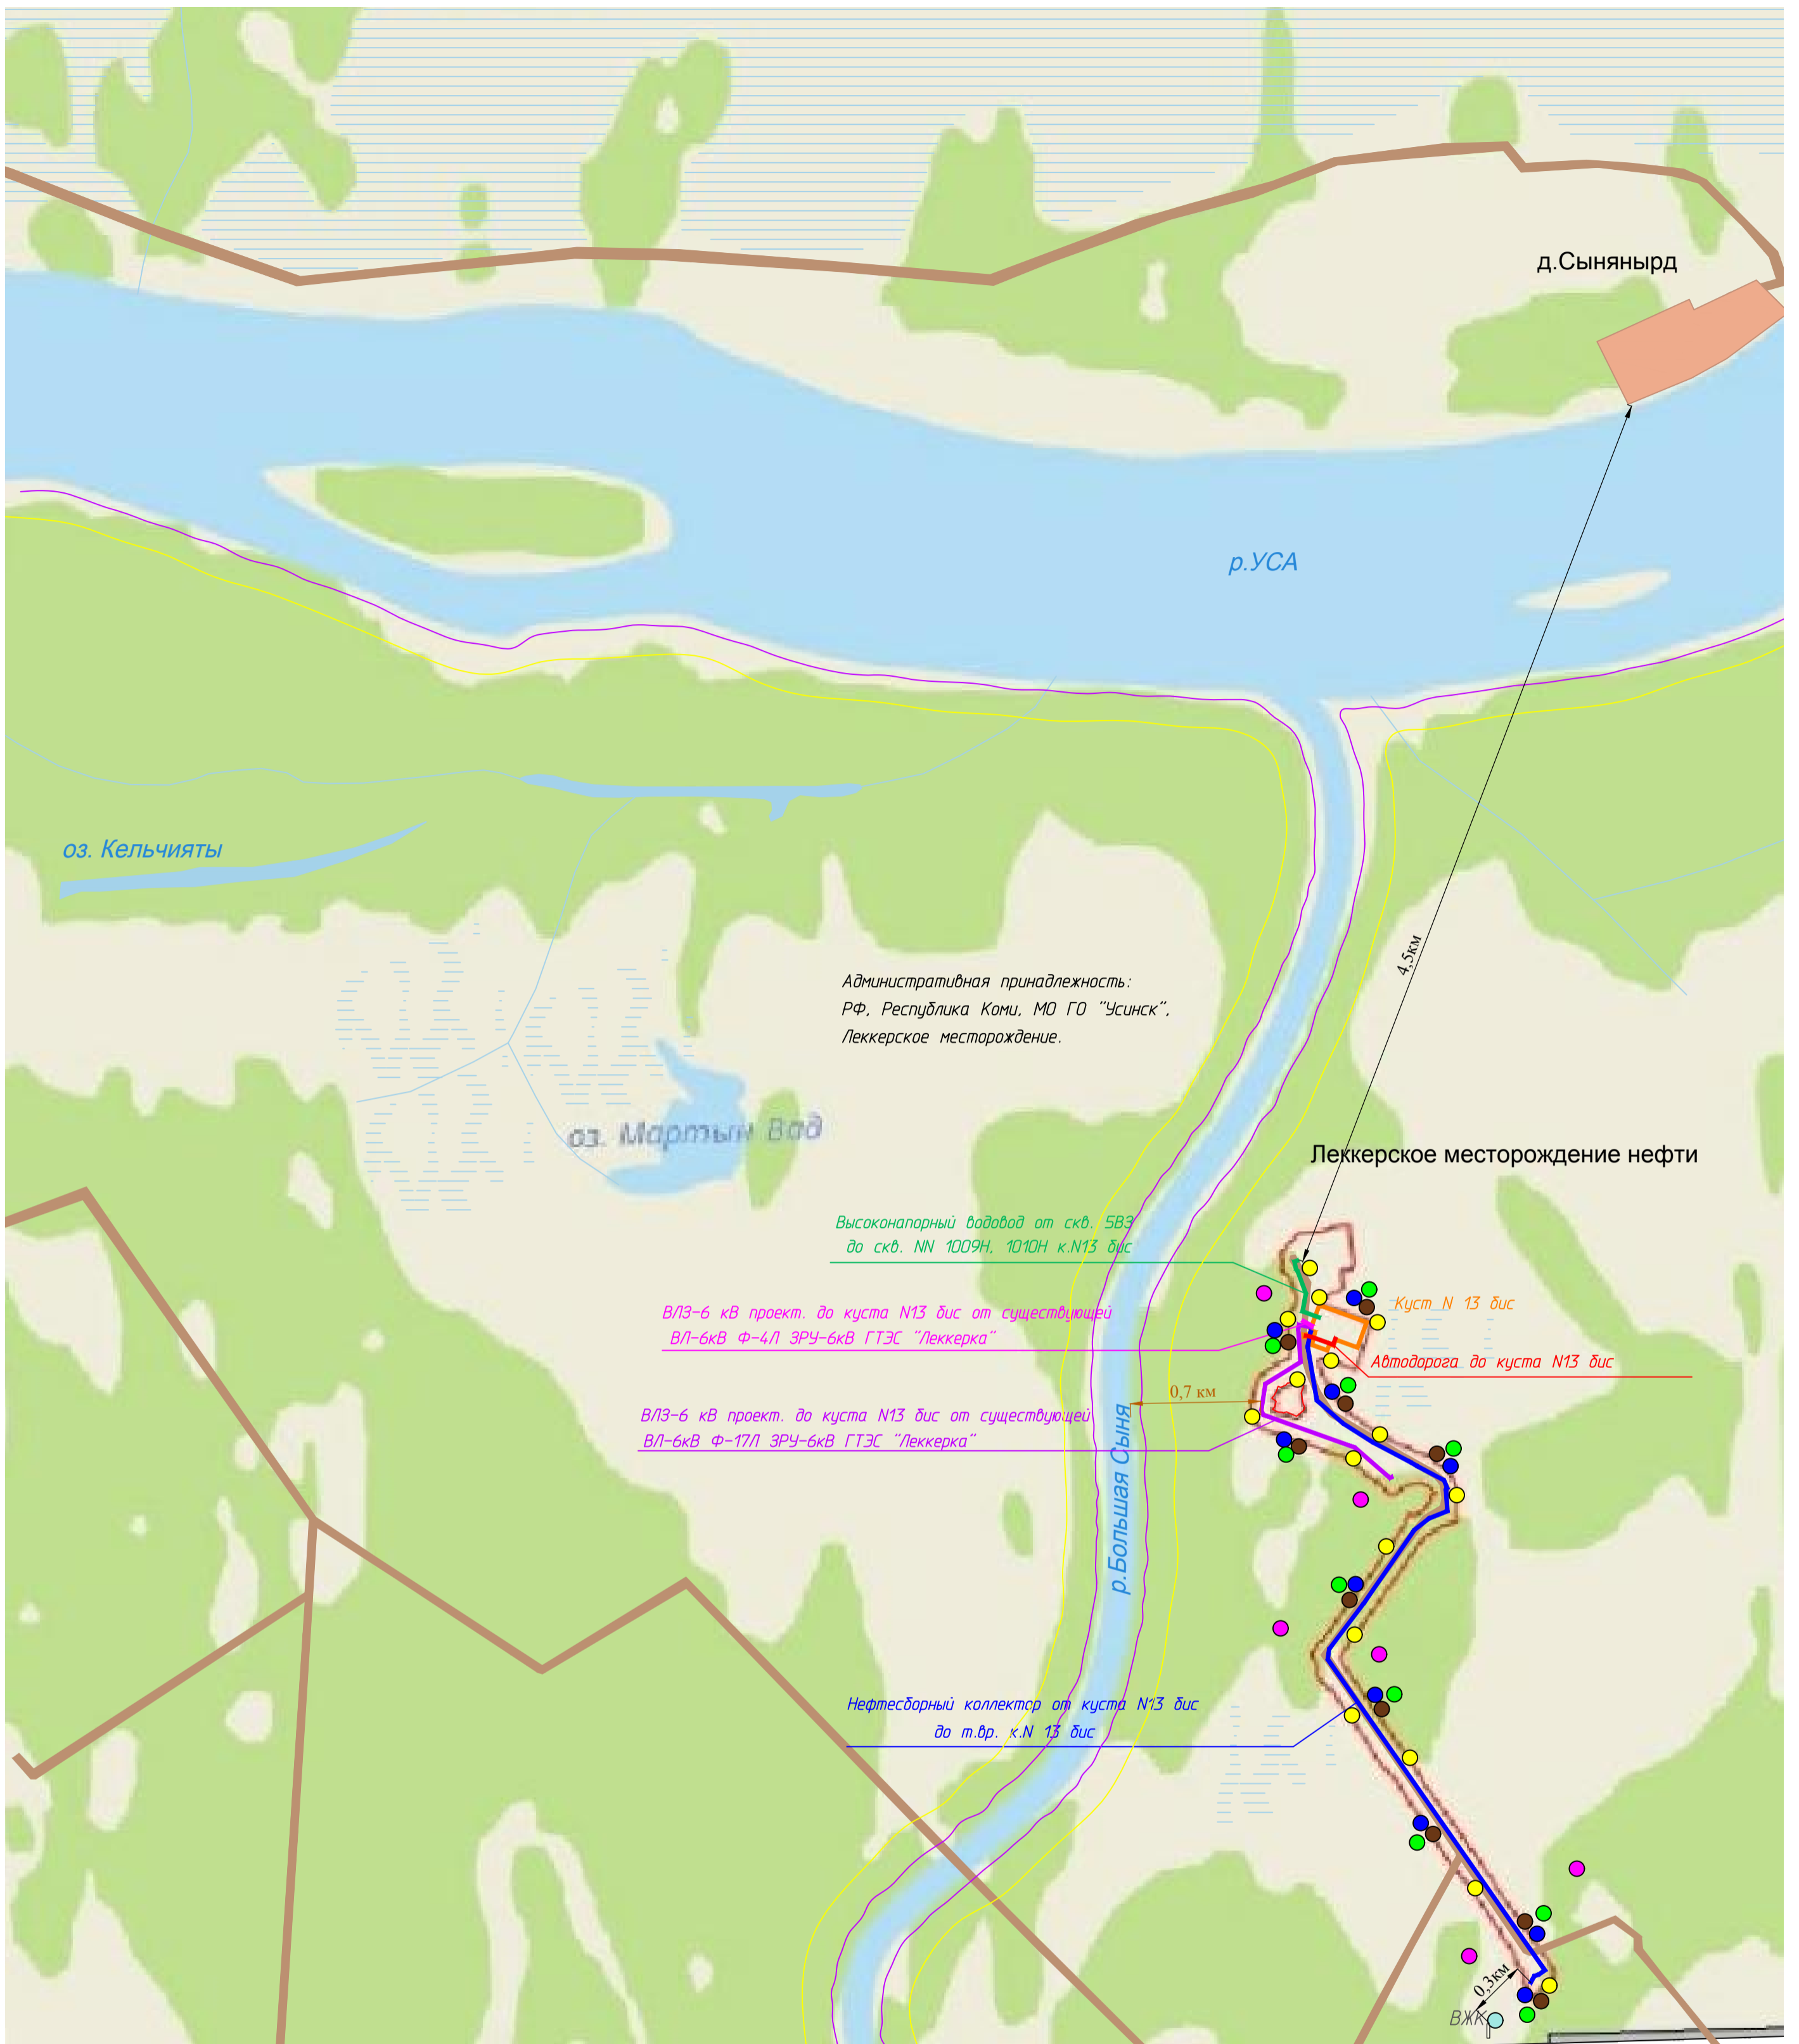 д.Сынянырд
р.УСА
оз. Кельчияты
4,5км
Административная принадлежность:
РФ, Республика Коми, МО ГО "Усинск",
Леккерское месторождение.
оз. Мартын Вад
Леккерское месторождение нефти
Высоконапорный водовод от скв. 5ВЗ
до скв. NN 1009Н, 1010Н к.N13 бис
ВЛЗ-6 кВ проект. до куста N13 бис от существующей
ВЛ-6кВ Ф-4Л ЗРУ-6кВ ГТЭС "Леккерка"
Куст N 13 бис
Автодорога до куста N13 бис
0,7 км
ВЛЗ-6 кВ проект. до куста N13 бис от существующей
ВЛ-6кВ Ф-17Л ЗРУ-6кВ ГТЭС "Леккерка"
р.Большая Сыня
Нефтесборный коллектор от куста N13 бис
до т.вр. к.N 13 бис
0,3км
ВЖК